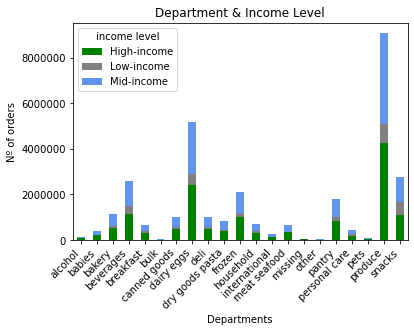 Department & Income Level
income level
High-income
Low-income
Mid-income
Nº of orders
8000000
6000000
4000000
2000000
0
alcohol
babies
bakery
beverages
breakfast
bulk
canned goods
dairy eggs
deli
dry goods pasta
frozen
household
International
meat seafood
missing
other
pantry
personal care
pets
produce
snacks
Departments